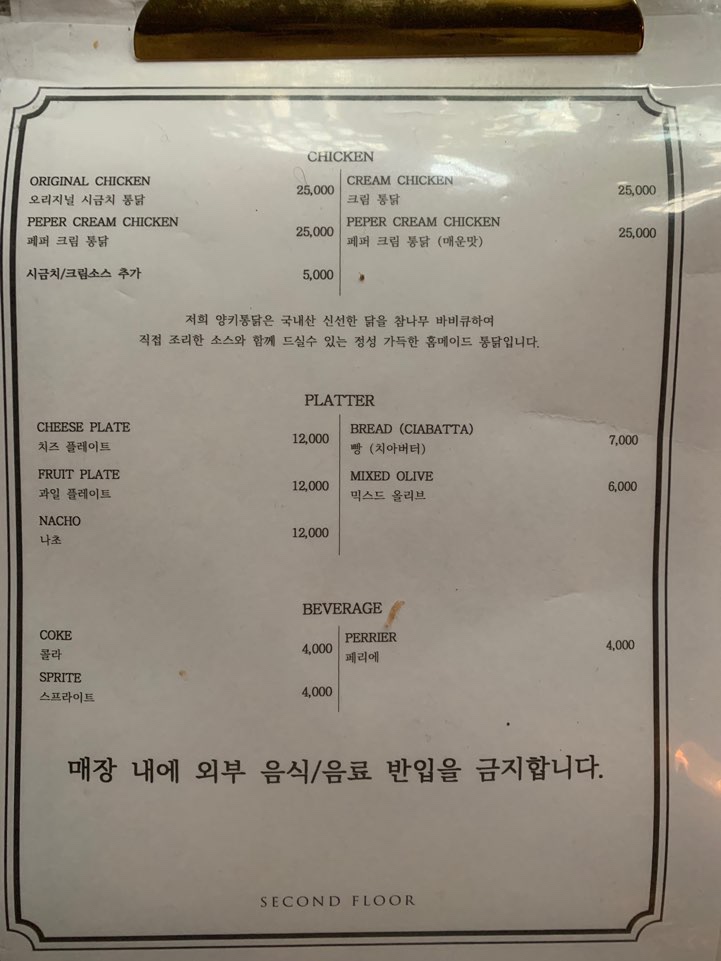 CHICKEN
ORIGINAL CHICKEN
오리지널 시금치 통닭
25,000
PEPER CREAM CHICKEN
페퍼 크림 통닭
25,000
시금치/크림소스 추가
5,000
CREAM CHICKEN
크림 통닭
25,000
PEPER CREAM CHICKEN
페퍼 크림 통닭 (매운맛)
25,000
저희 양키통닭은 국내산 신선한 닭을 참나무 바비큐하여
직접 조리한 소스와 함께 드실수 있는 정성 가득한 홈메이드 통닭입니다.
PLATTER
CHEESE PLATE
치즈 플레이트
12,000
FRUIT PLATE
과일 플레이트
12,000
NACHO
나초
12,000
BREAD (CIABATTA)
빵 (치아버터)
7,000
MIXED OLIVE
믹스드 올리브
6,000
BEVERAGE
COKE
콜라
4,000
SPRITE
스프라이트
4,000
PERRIER
페리에
4,000
매장 내에 외부 음식/음료 반입을 금지합니다.
SECOND FLOOR